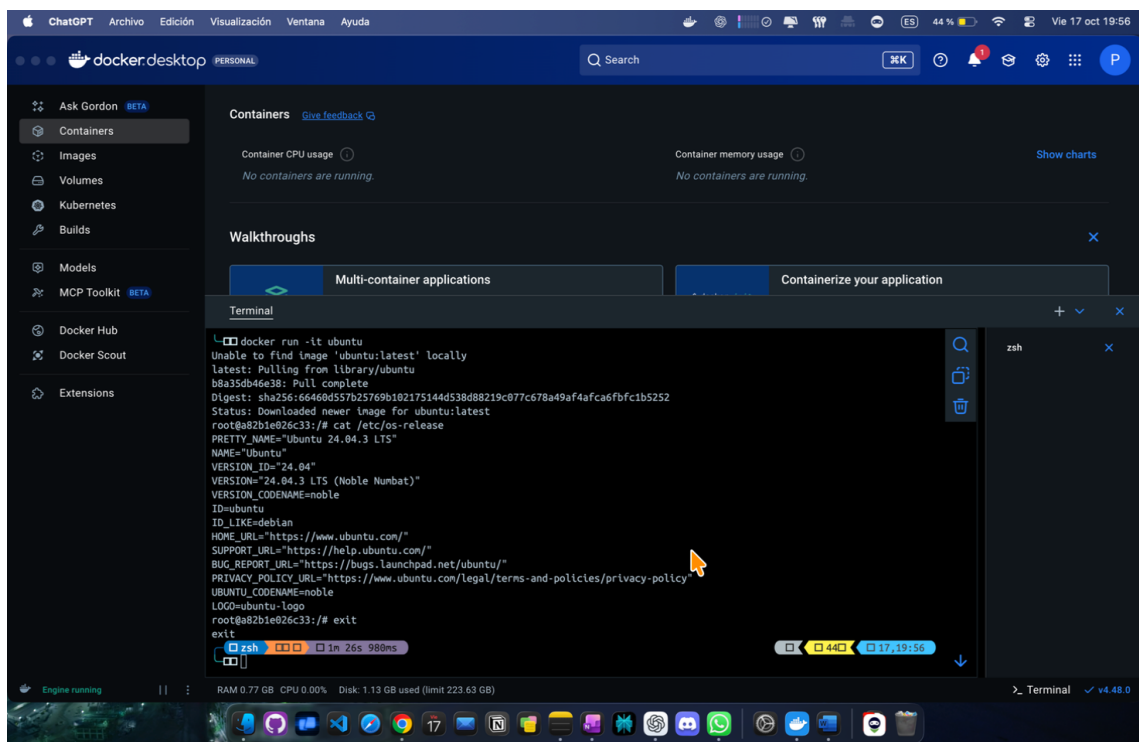 ChatGPT Archivo Edición Visualización Ventana Ayuda ES 44 % Vie 17 oct 19:56
docker.desktop PERSONAL Search ⌘K 1 P
Ask Gordon BETA
Containers
Images
Volumes
Kubernetes
Builds
Models
MCP Toolkit BETA
Docker Hub
Docker Scout
Extensions
Containers Give feedback
Container CPU usage Container memory usage Show charts
No containers are running. No containers are running.
Walkthroughs
Multi-container applications Containerize your application
Terminal
zsh
docker run -it ubuntu
Unable to find image 'ubuntu:latest' locally
latest: Pulling from library/ubuntu
b8a35db46e38: Pull complete
Digest: sha256:66460d557b25769b102175144d538d88219c077c678a49af4afca6fbfc1b5252
Status: Downloaded newer image for ubuntu:latest
root@a82b1e026c33:/# cat /etc/os-release
PRETTY_NAME="Ubuntu 24.04.3 LTS"
NAME="Ubuntu"
VERSION_ID="24.04"
VERSION="24.04.3 LTS (Noble Numbat)"
VERSION_CODENAME=noble
ID=ubuntu
ID_LIKE=debian
HOME_URL="https://www.ubuntu.com/"
SUPPORT_URL="https://help.ubuntu.com/"
BUG_REPORT_URL="https://bugs.launchpad.net/ubuntu/"
PRIVACY_POLICY_URL="https://www.ubuntu.com/legal/terms-and-policies/privacy-policy"
UBUNTU_CODENAME=noble
LOGO=ubuntu-logo
root@a82b1e026c33:/# exit
exit
zsh 1m 26s 980ms 44 17,19:56
Engine running RAM 0.77 GB CPU 0.00% Disk: 1.13 GB used (limit 223.63 GB) Terminal v4.48.0
17